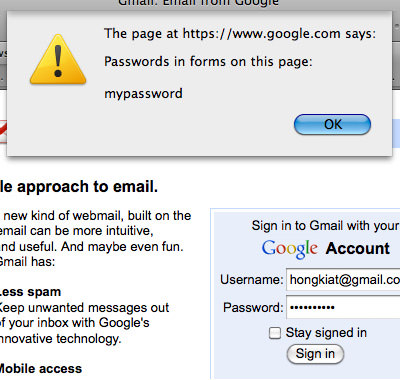 Gmail: Email from Google
The page at https://www.google.com says:
Passwords in forms on this page:
mypassword
OK
le approach to email.
new kind of webmail, built on the
email can be more intuitive,
and useful. And maybe even fun.
Gmail has:
Less spam
Keep unwanted messages out
of your inbox with Google's
innovative technology.
Mobile access
Sign in to Gmail with your
Google Account
Username: hongkiat@gmail.co
Password: ••••••••••
Stay signed in
Sign in